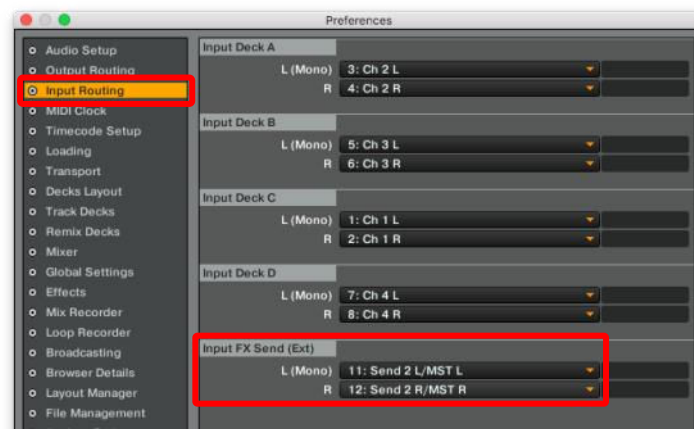 Preferences
Audio Setup
Output Routing
Input Routing
MIDI Clock
Timecode Setup
Loading
Transport
Decks Layout
Track Decks
Remix Decks
Mixer
Global Settings
Effects
Mix Recorder
Loop Recorder
Broadcasting
Browser Details
Layout Manager
File Management
Input Deck A
L (Mono) 3: Ch 2 L
R 4: Ch 2 R
Input Deck B
L (Mono) 5: Ch 3 L
R 6: Ch 3 R
Input Deck C
L (Mono) 1: Ch 1 L
R 2: Ch 1 R
Input Deck D
L (Mono) 7: Ch 4 L
R 8: Ch 4 R
Input FX Send (Ext)
L (Mono) 11: Send 2 L/MST L
R 12: Send 2 R/MST R